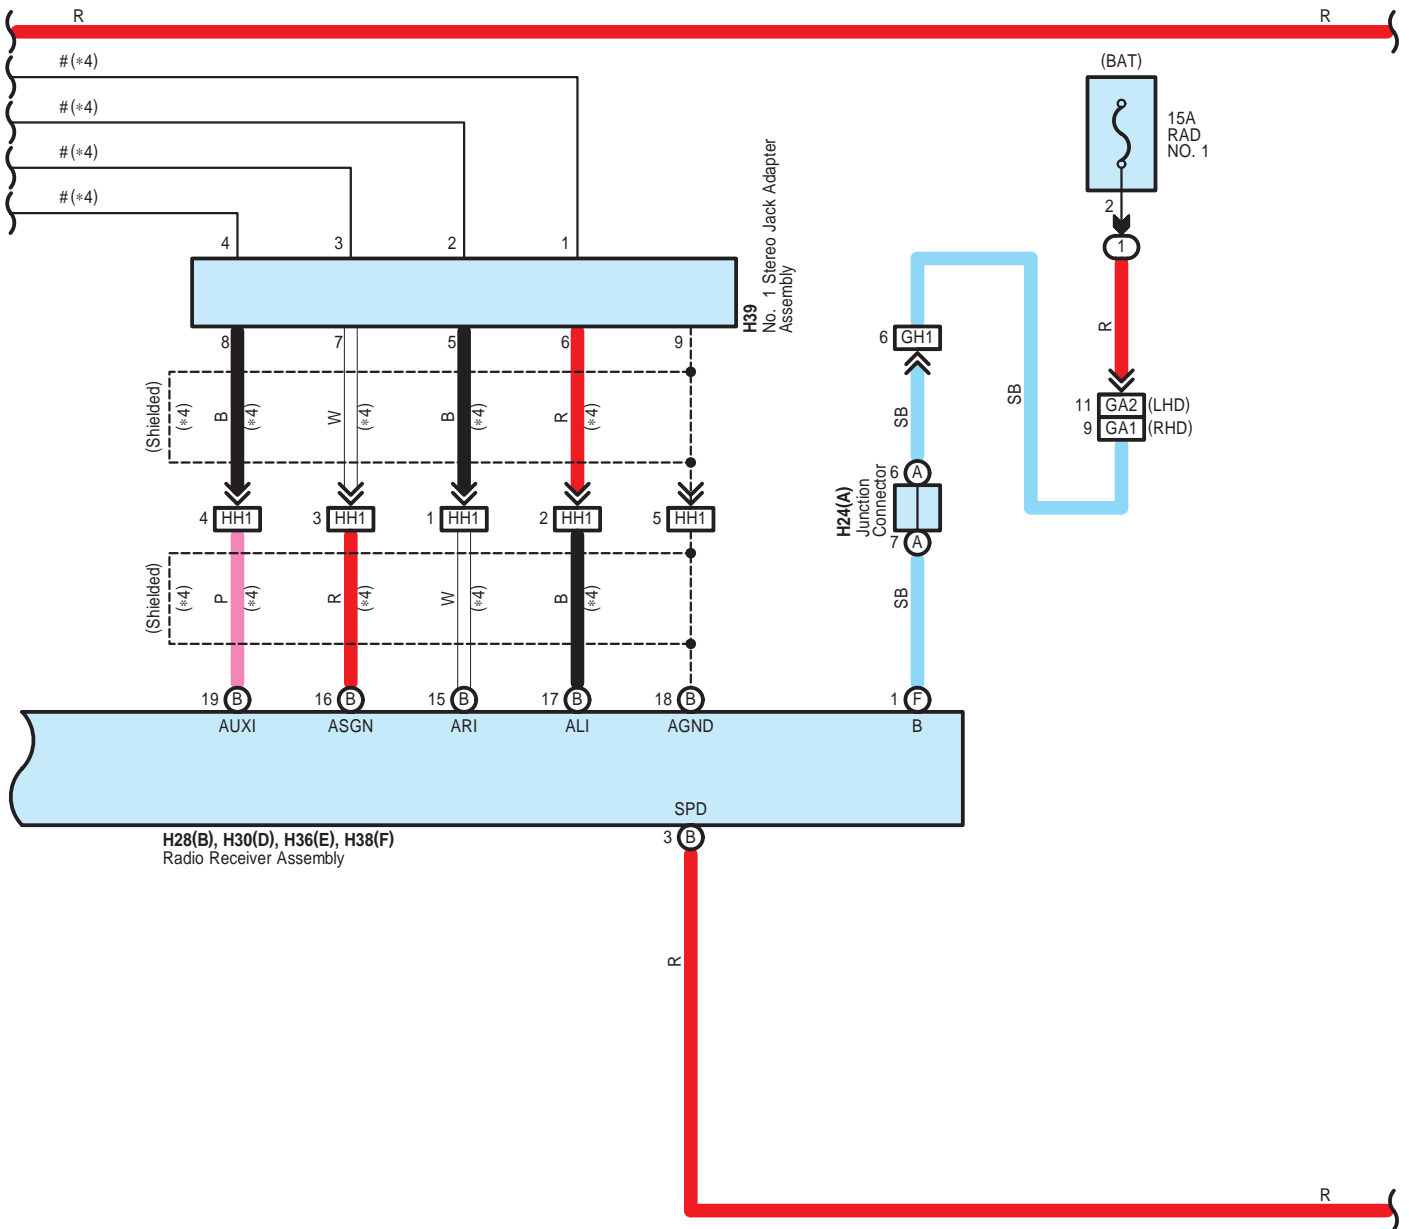 R
R
#(*4)
#(*4)
#(*4)
#(*4)
(BAT)
15A
RAD
NO. 1
2
1
4
3
2
1
H39
No. 1 Stereo Jack Adapter
Assembly
8
7
5
6
9
R
6 GH1
SB
SB
11 GA2 (LHD)
9 GA1 (RHD)
(Shielded)
(*4)
B
(*4)
W
(*4)
B
R
(*4)
6 A
H24(A)
Junction
Connector
7 A
4 HH1
3 HH1
1 HH1
2 HH1
5 HH1
(Shielded)
(*4)
P
(*4)
R
(*4)
W
(*4)
B
(*4)
SB
19 B
16 B
15 B
17 B
18 B
1 F
AUXI
ASGN
ARI
ALI
AGND
B
SPD
3 B
H28(B), H30(D), H36(E), H38(F)
Radio Receiver Assembly
R
R